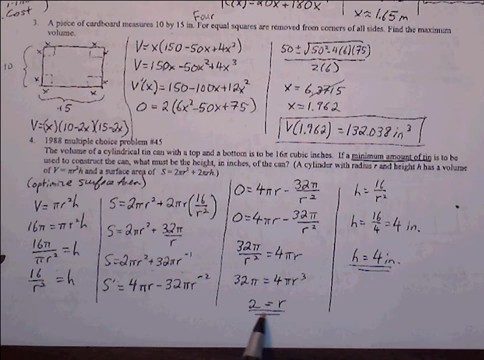 Cost)
R(x)=20x+180x
x≈1.65m
Four
3. A piece of cardboard measures 10 by 15 in. For equal squares are removed from corners of all sides. Find the maximum
volume.
x x
x x
10
x x
x x
15
V=(x)(10-2x)(15-2x)
V=x(150-50x+4x²)
V=150x-50x²+4x³
V'(x)=150-100x+12x²
0=2(6x²-50x+75)
50±√50²-4(6)(75)
2(6)
x=6.3715
x=1.962
V(1.962)=132.038 in³
4. 1988 multiple choice problem #45
The volume of a cylindrical tin can with a top and a bottom is to be 16π cubic inches. If a minimum amount of tin is to be
used to construct the can, what must be the height, in inches, of the can? (A cylinder with radius r and height h has a volume
of V=πr²h and a surface area of S=2πr²+2πrh.)
(optimize Surface Area)
V=πr²h
16π=πr²h
16π/πr²=h
16/r²=h
S=2πr²+2πr(16/r²)
S=2πr²+32π/r
S=2πr²+32πr⁻¹
S'=4πr-32πr⁻²
0=4πr-32π/r²
0=4πr-32π/r²
32π/r²=4πr
32π=4πr³
2=r
h=16/r²
h=16/4=4 in.
h=4in.